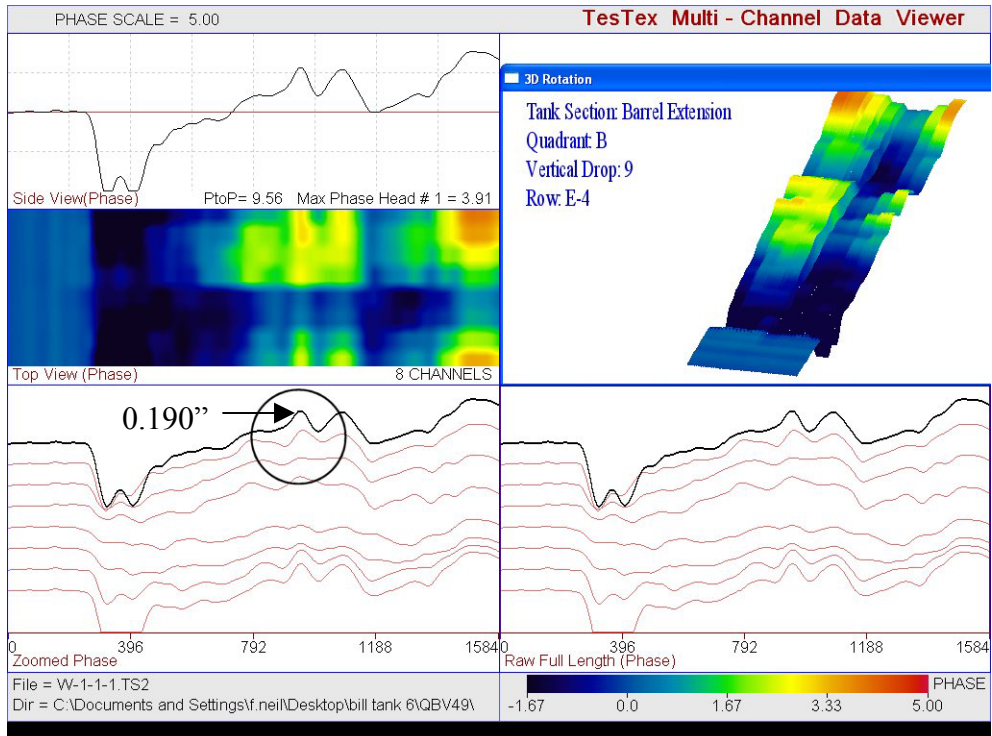 PHASE SCALE = 5.00
TesTex Multi - Channel Data Viewer
Side View(Phase)
PtoP= 9.56 Max Phase Head # 1 = 3.91
3D Rotation
Tank Section: Barrel Extension
Quadrant: B
Vertical Drop: 9
Row: E-4
Top View (Phase)
8 CHANNELS
0.190”
0 396 792 1188 1584
Zoomed Phase
0 396 792 1188 1584
Raw Full Length (Phase)
File = W-1-1-1.TS2
Dir = C:\Documents and Settings\f.neil\Desktop\bill tank 6\QBV49\
PHASE
-1.67 0.0 1.67 3.33 5.00